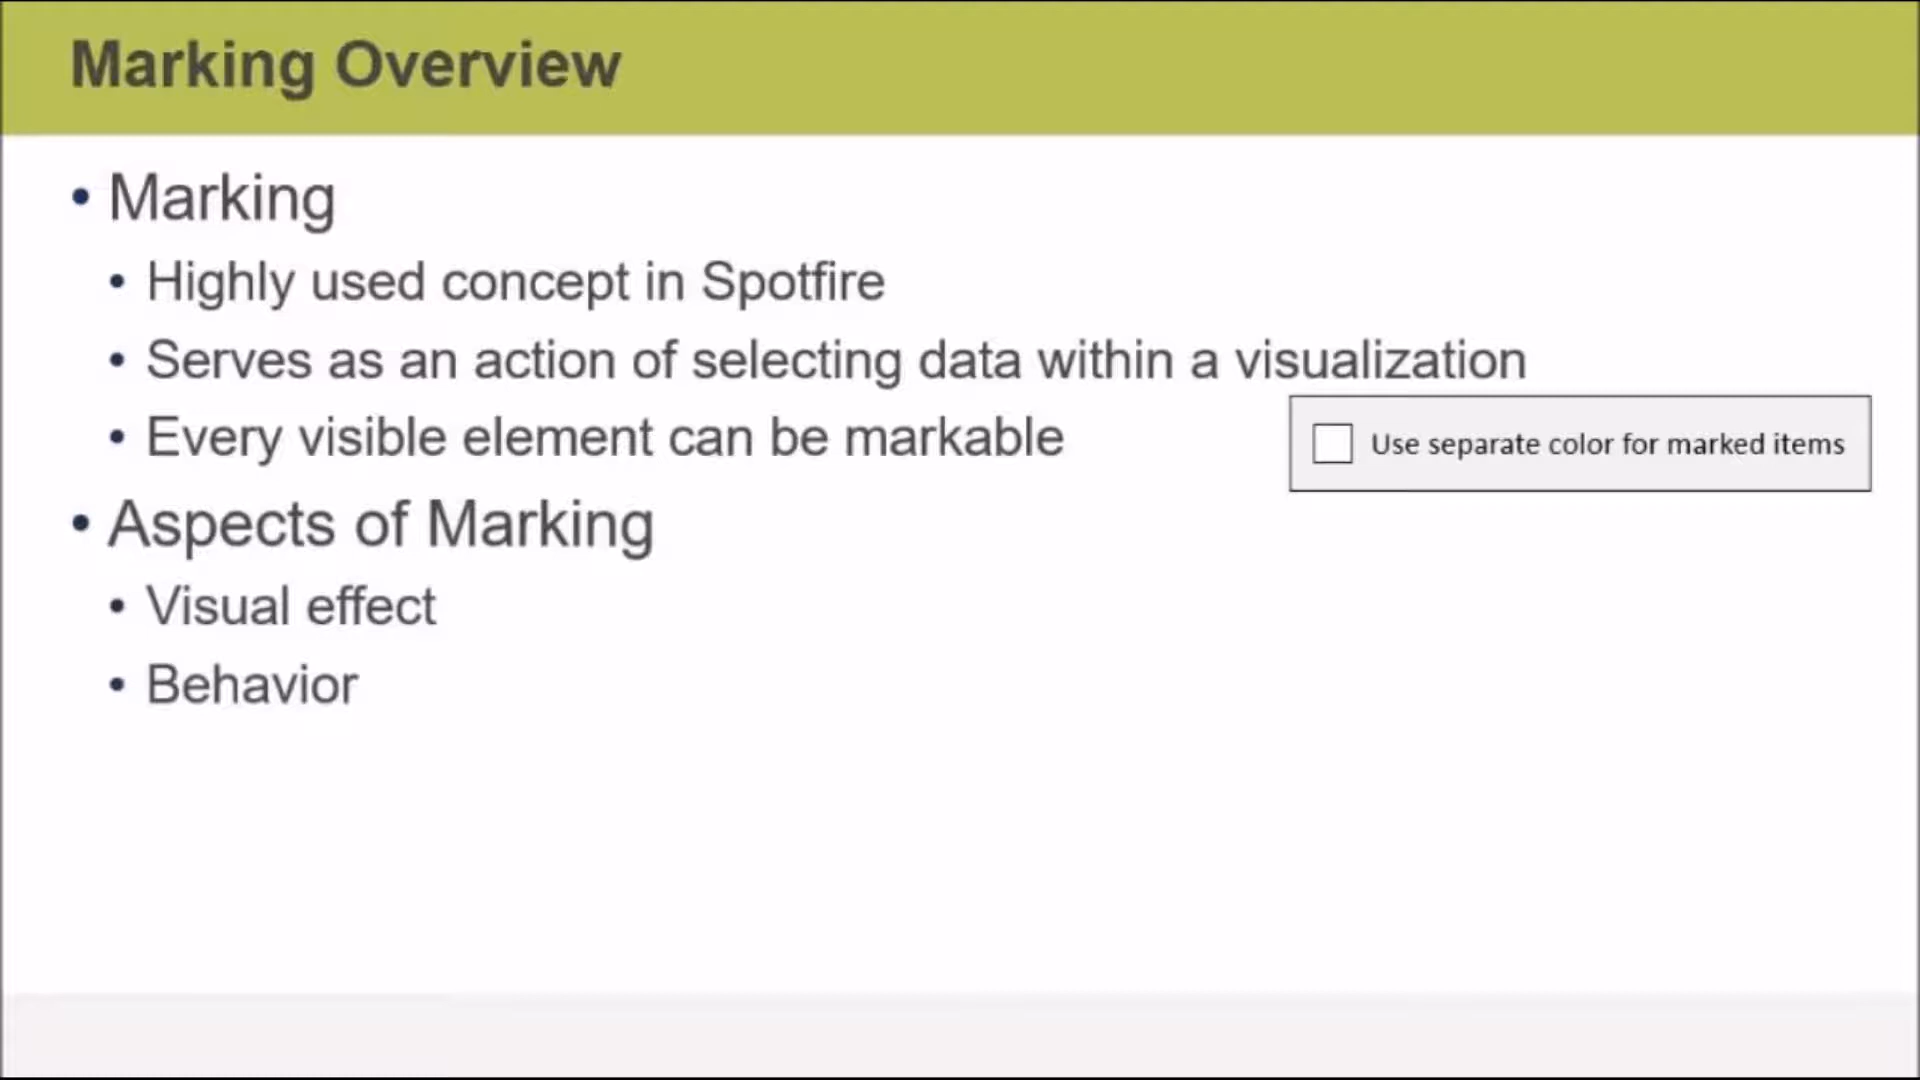 Marking Overview
• Marking
• Highly used concept in Spotfire
• Serves as an action of selecting data within a visualization
• Every visible element can be markable
Use separate color for marked items
• Aspects of Marking
• Visual effect
• Behavior